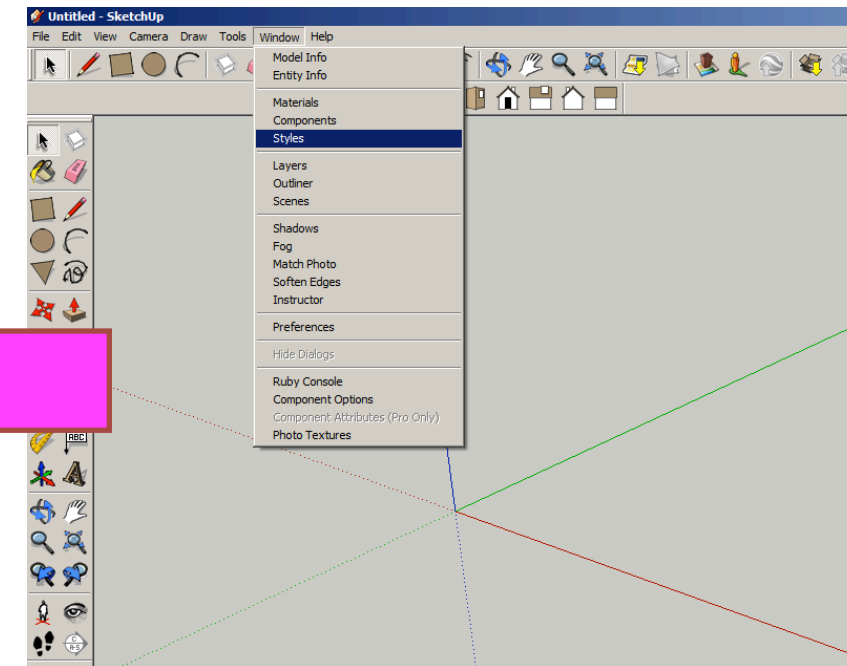 Untitled - SketchUp
File Edit View Camera Draw Tools Window Help
Model Info
Entity Info
Materials
Components
Styles
Layers
Outliner
Scenes
Shadows
Fog
Match Photo
Soften Edges
Instructor
Preferences
Hide Dialogs
Ruby Console
Component Options
Component Attributes (Pro Only)
Photo Textures
ABC